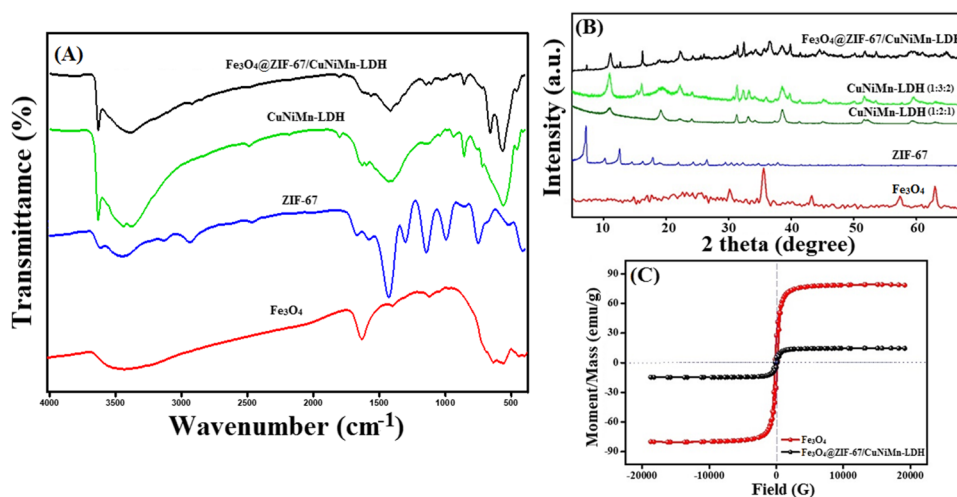 (A)
Fe₃O₄@ZIF-67/CuNiMn-LDH
CuNiMn-LDH
ZIF-67
Fe₃O₄
Transmittance (%)
4000 3500 3000 2500 2000 1500 1000 500
Wavenumber (cm⁻¹)
(B)
Fe₃O₄@ZIF-67/CuNiMn-LDH
CuNiMn-LDH (1:3:2)
CuNiMn-LDH (1:2:1)
ZIF-67
Fe₃O₄
Intensity (a.u.)
10 20 30 40 50 60
2 theta (degree)
(C)
Moment/Mass (emu/g)
90
60
30
0
-30
-60
-90
Fe₃O₄
Fe₃O₄@ZIF-67/CuNiMn-LDH
-20000 -10000 0 10000 20000
Field (G)